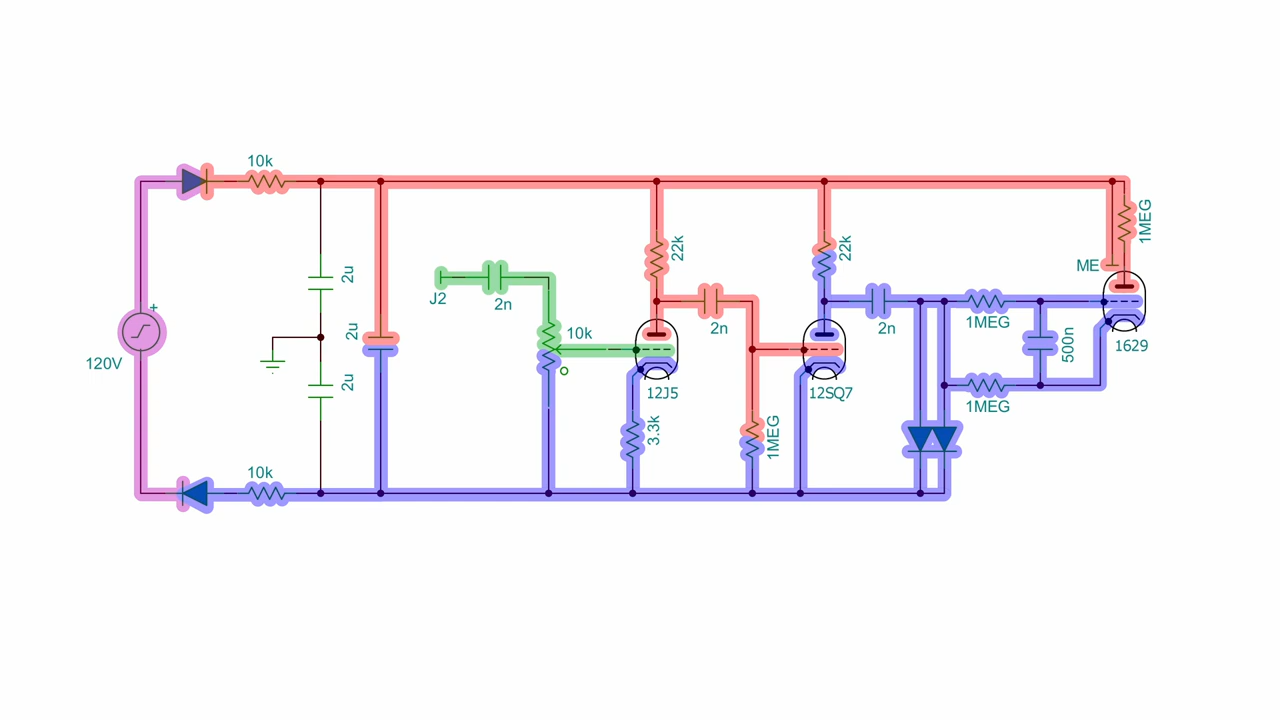 10k
2u
22k
22k
1MEG
ME
J2
2n
10k
2u
+
120V
2n
2n
1MEG
500n
1629
2u
12J5
12SQ7
3.3k
1MEG
1MEG
10k